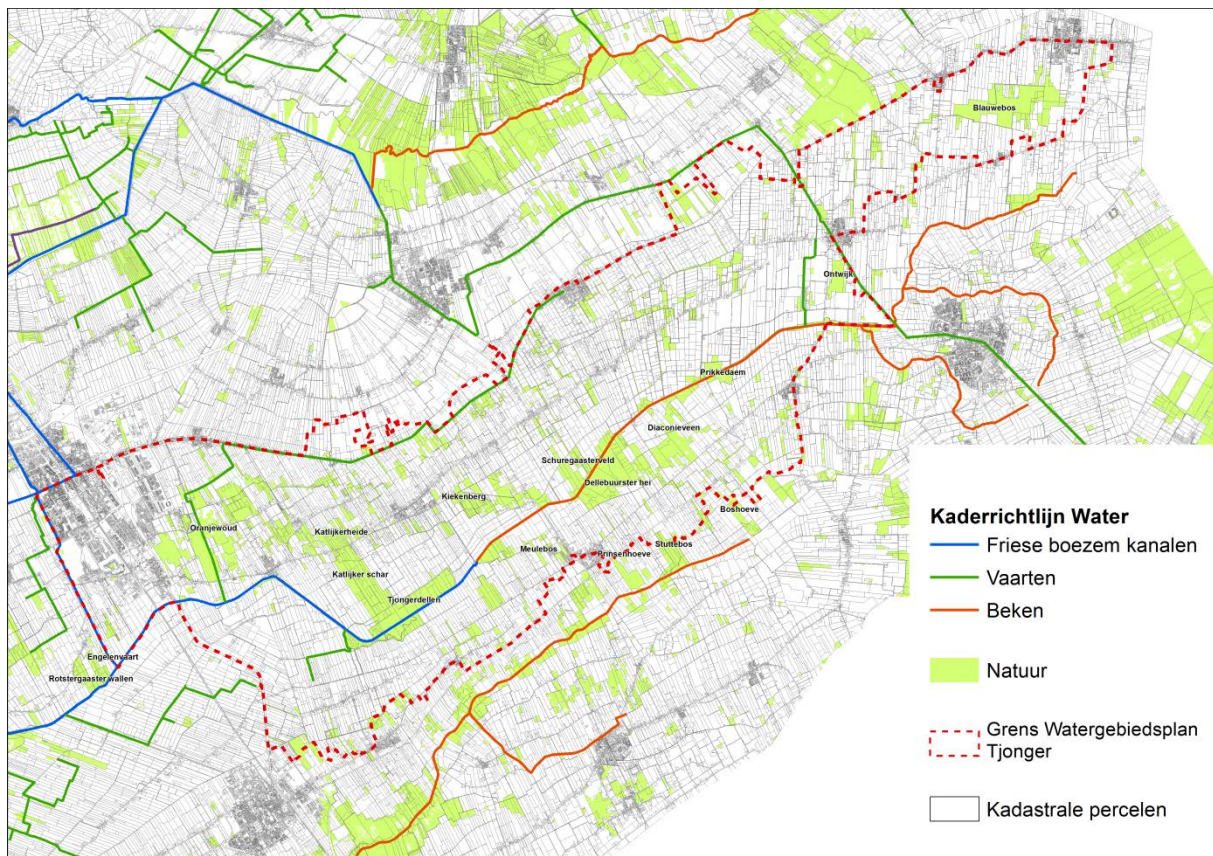 Blauwebos
Ontwijk
Prikkedaem
Diaconieveen
Schuregaasterveld
Dellebuurster hei
Kiekenberg
Boshoeve
Oranjewoud
Katlijkerheide
Stuttebos
Meulebos
Prinsenhoeve
Katlijker schar
Tjongerdellen
Engelenvaart
Rotstergaaster wallen
Kaderrichtlijn Water
Friese boezem kanalen
Vaarten
Beken
Natuur
Grens Watergebiedsplan
Tjonger
Kadastrale percelen